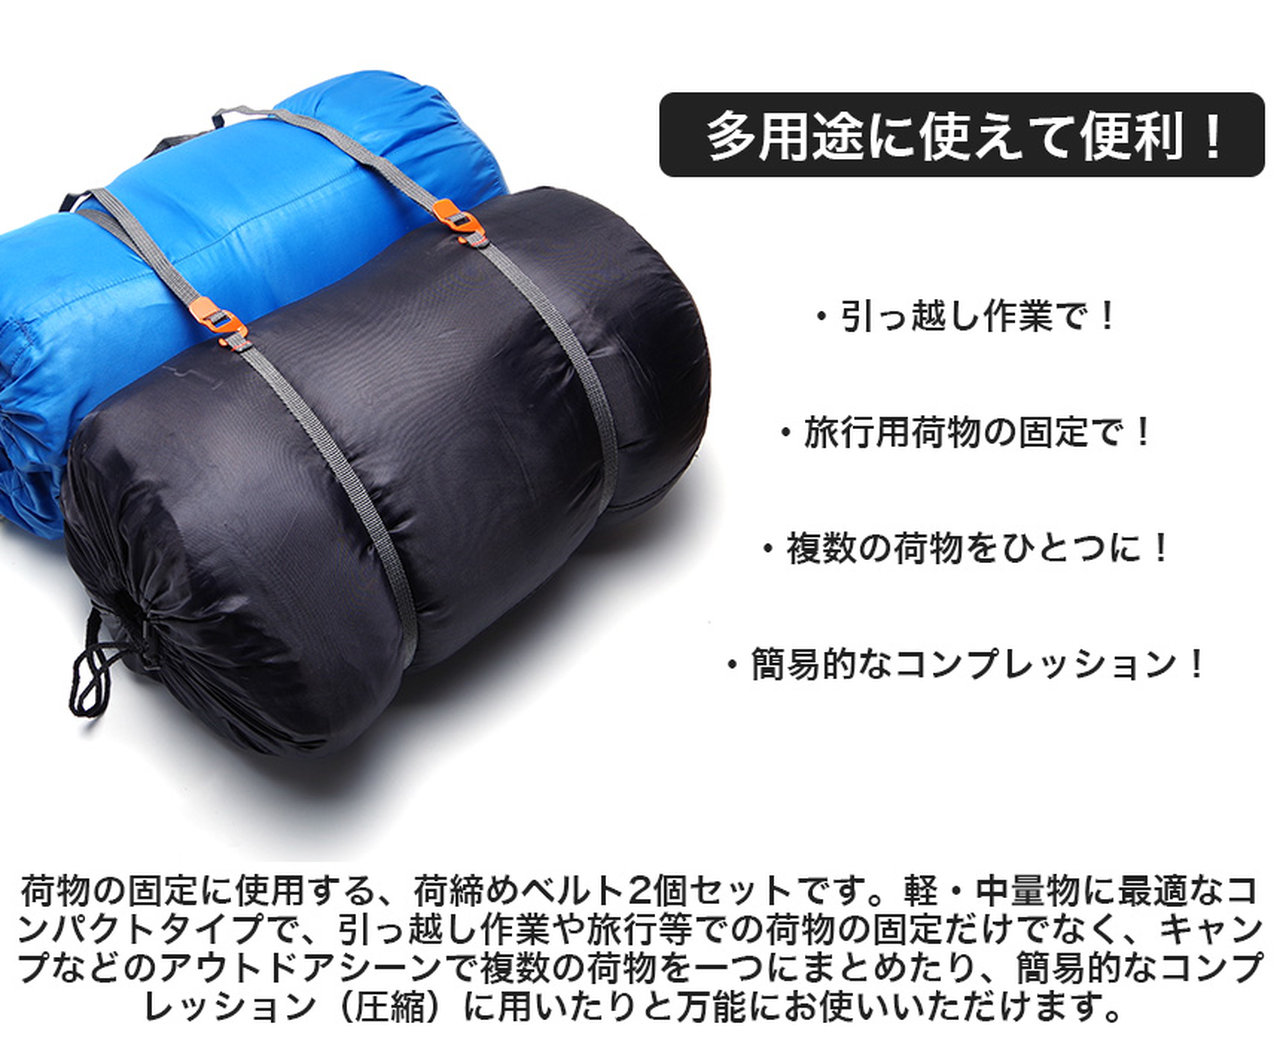 多用途に使えて便利！
・引っ越し作業で！
・旅行用荷物の固定で！
・複数の荷物をひとつに！
・簡易的なコンプレッション！
荷物の固定に使用する、荷締めベルト2個セットです。軽・中量物に最適なコ
ンパクトタイプで、引っ越し作業や旅行等での荷物の固定だけでなく、キャン
プなどのアウトドアシーンで複数の荷物を一つにまとめたり、簡易的なコンプ
レッション（圧縮）に用いたりと万能にお使いいただけます。